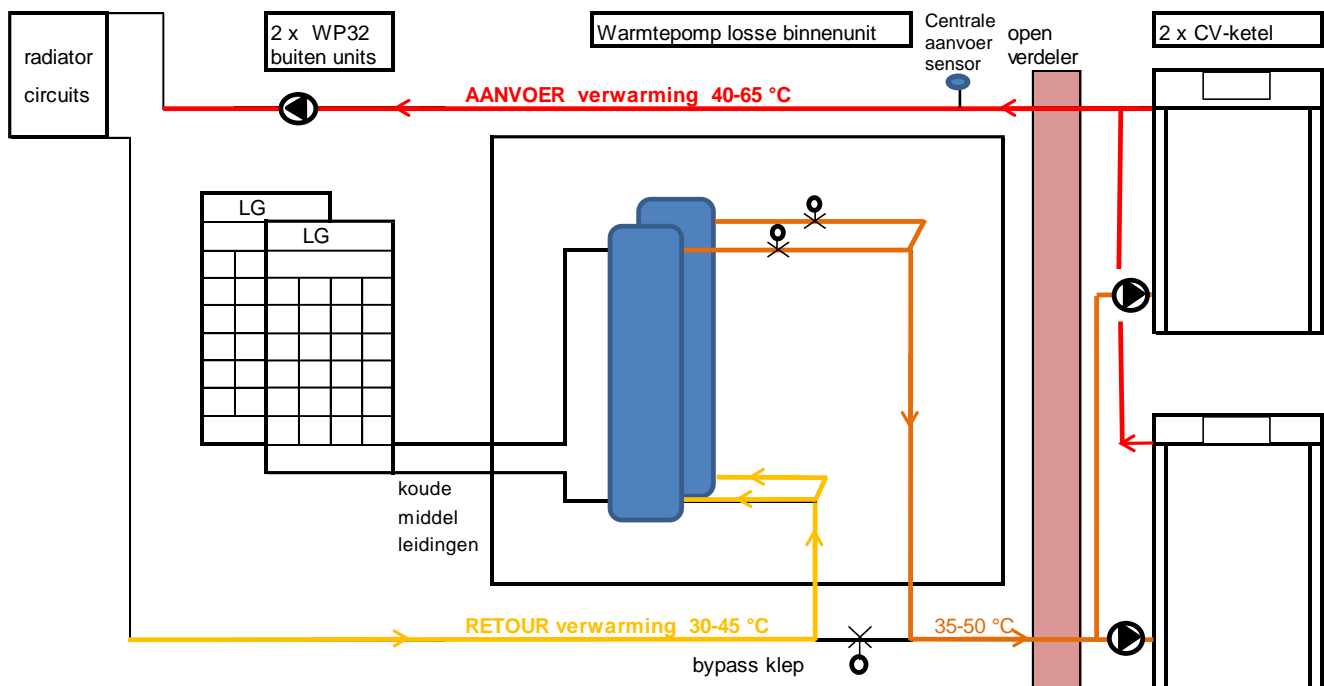 radiator
circuits
2 x WP32
buiten units
Warmtepomp losse binnenunit
Centrale
aanvoer
sensor
open
verdeler
2 x CV-ketel
AANVOER verwarming 40-65 °C
LG
LG
koude
middel
leidingen
RETOUR verwarming 30-45 °C
35-50 °C
bypass klep